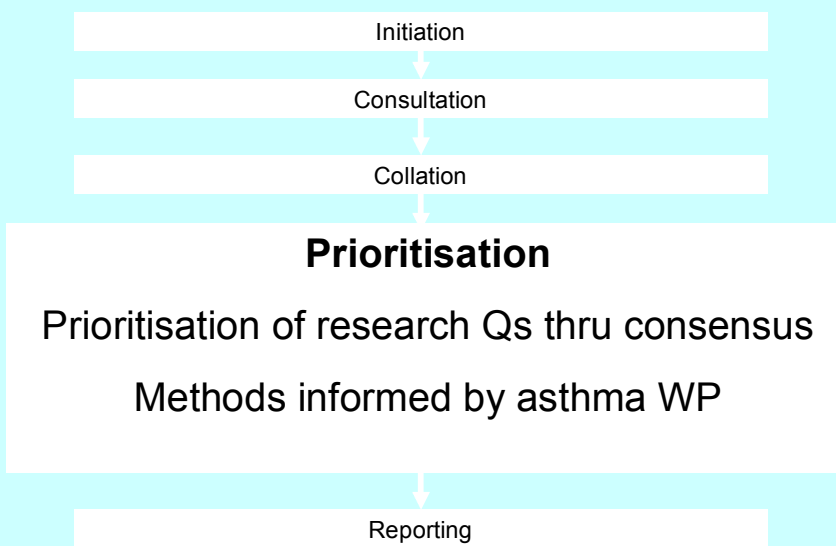 Initiation
Consultation
Collation
Prioritisation
Prioritisation of research Qs thru consensus
Methods informed by asthma WP
Reporting